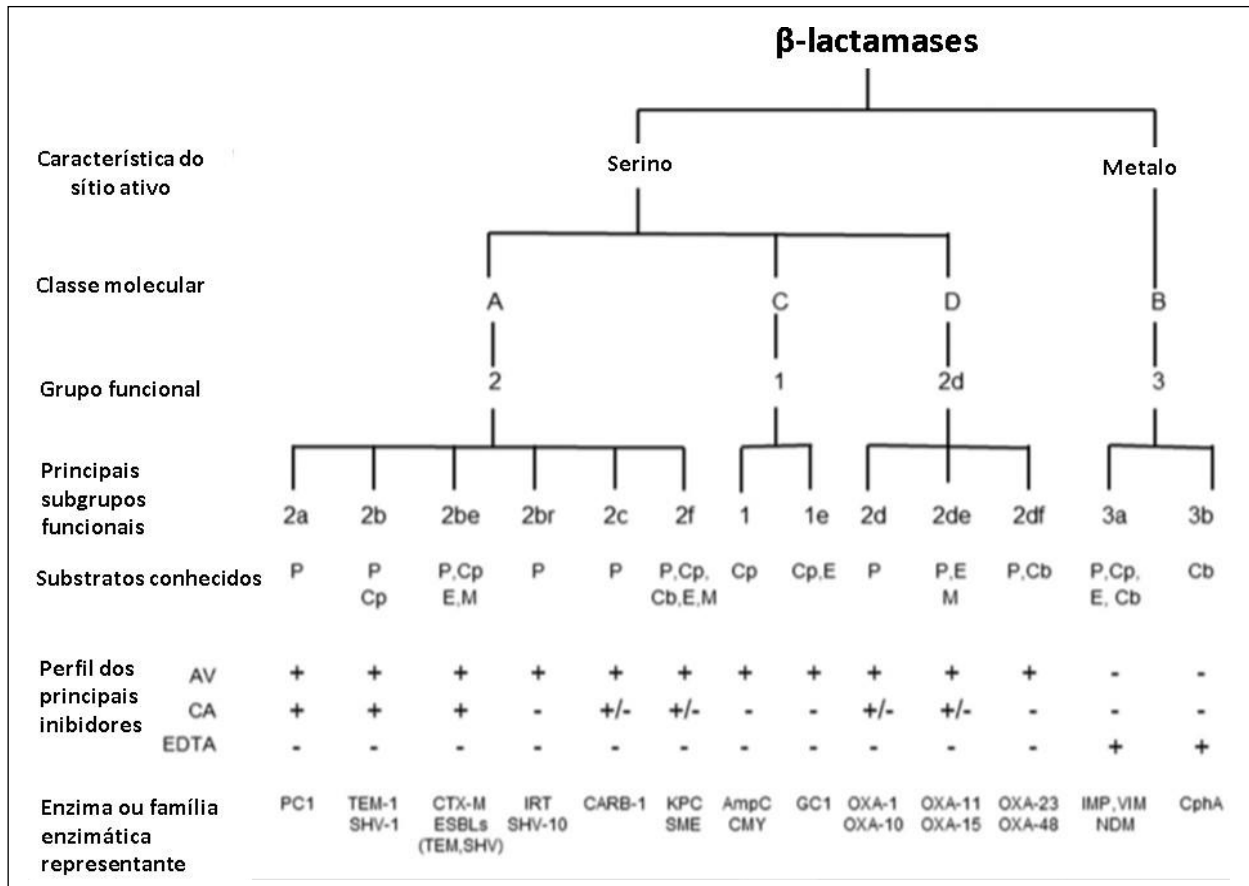 β-lactamases
Característica do
sítio ativo
Serino
Metalo
Classe molecular
A
C
D
B
Grupo funcional
2
1
2d
3
Principais
subgrupos
funcionais
2a 2b 2be 2br 2c 2f 1 1e 2d 2de 2df 3a 3b
Substratos conhecidos
P P P,Cp P P P,Cp, Cp Cp,E P P,E P,Cb P,Cp, Cb
Cp E,M Cb,E,M M E, Cb
Perfil dos
principais
inibidores
AV + + + + + + + + + + + - -
CA + + + - +/- +/- - - +/- +/- - - -
EDTA - - - - - - - - - - - + +
Enzima ou família
enzimática
representante
PC1 TEM-1 CTX-M IRT CARB-1 KPC AmpC GC1 OXA-1 OXA-11 OXA-23 IMP,VIM CphA
SHV-1 ESBLs SHV-10 SME CMY OXA-10 OXA-15 OXA-48 NDM
(TEM,SHV)